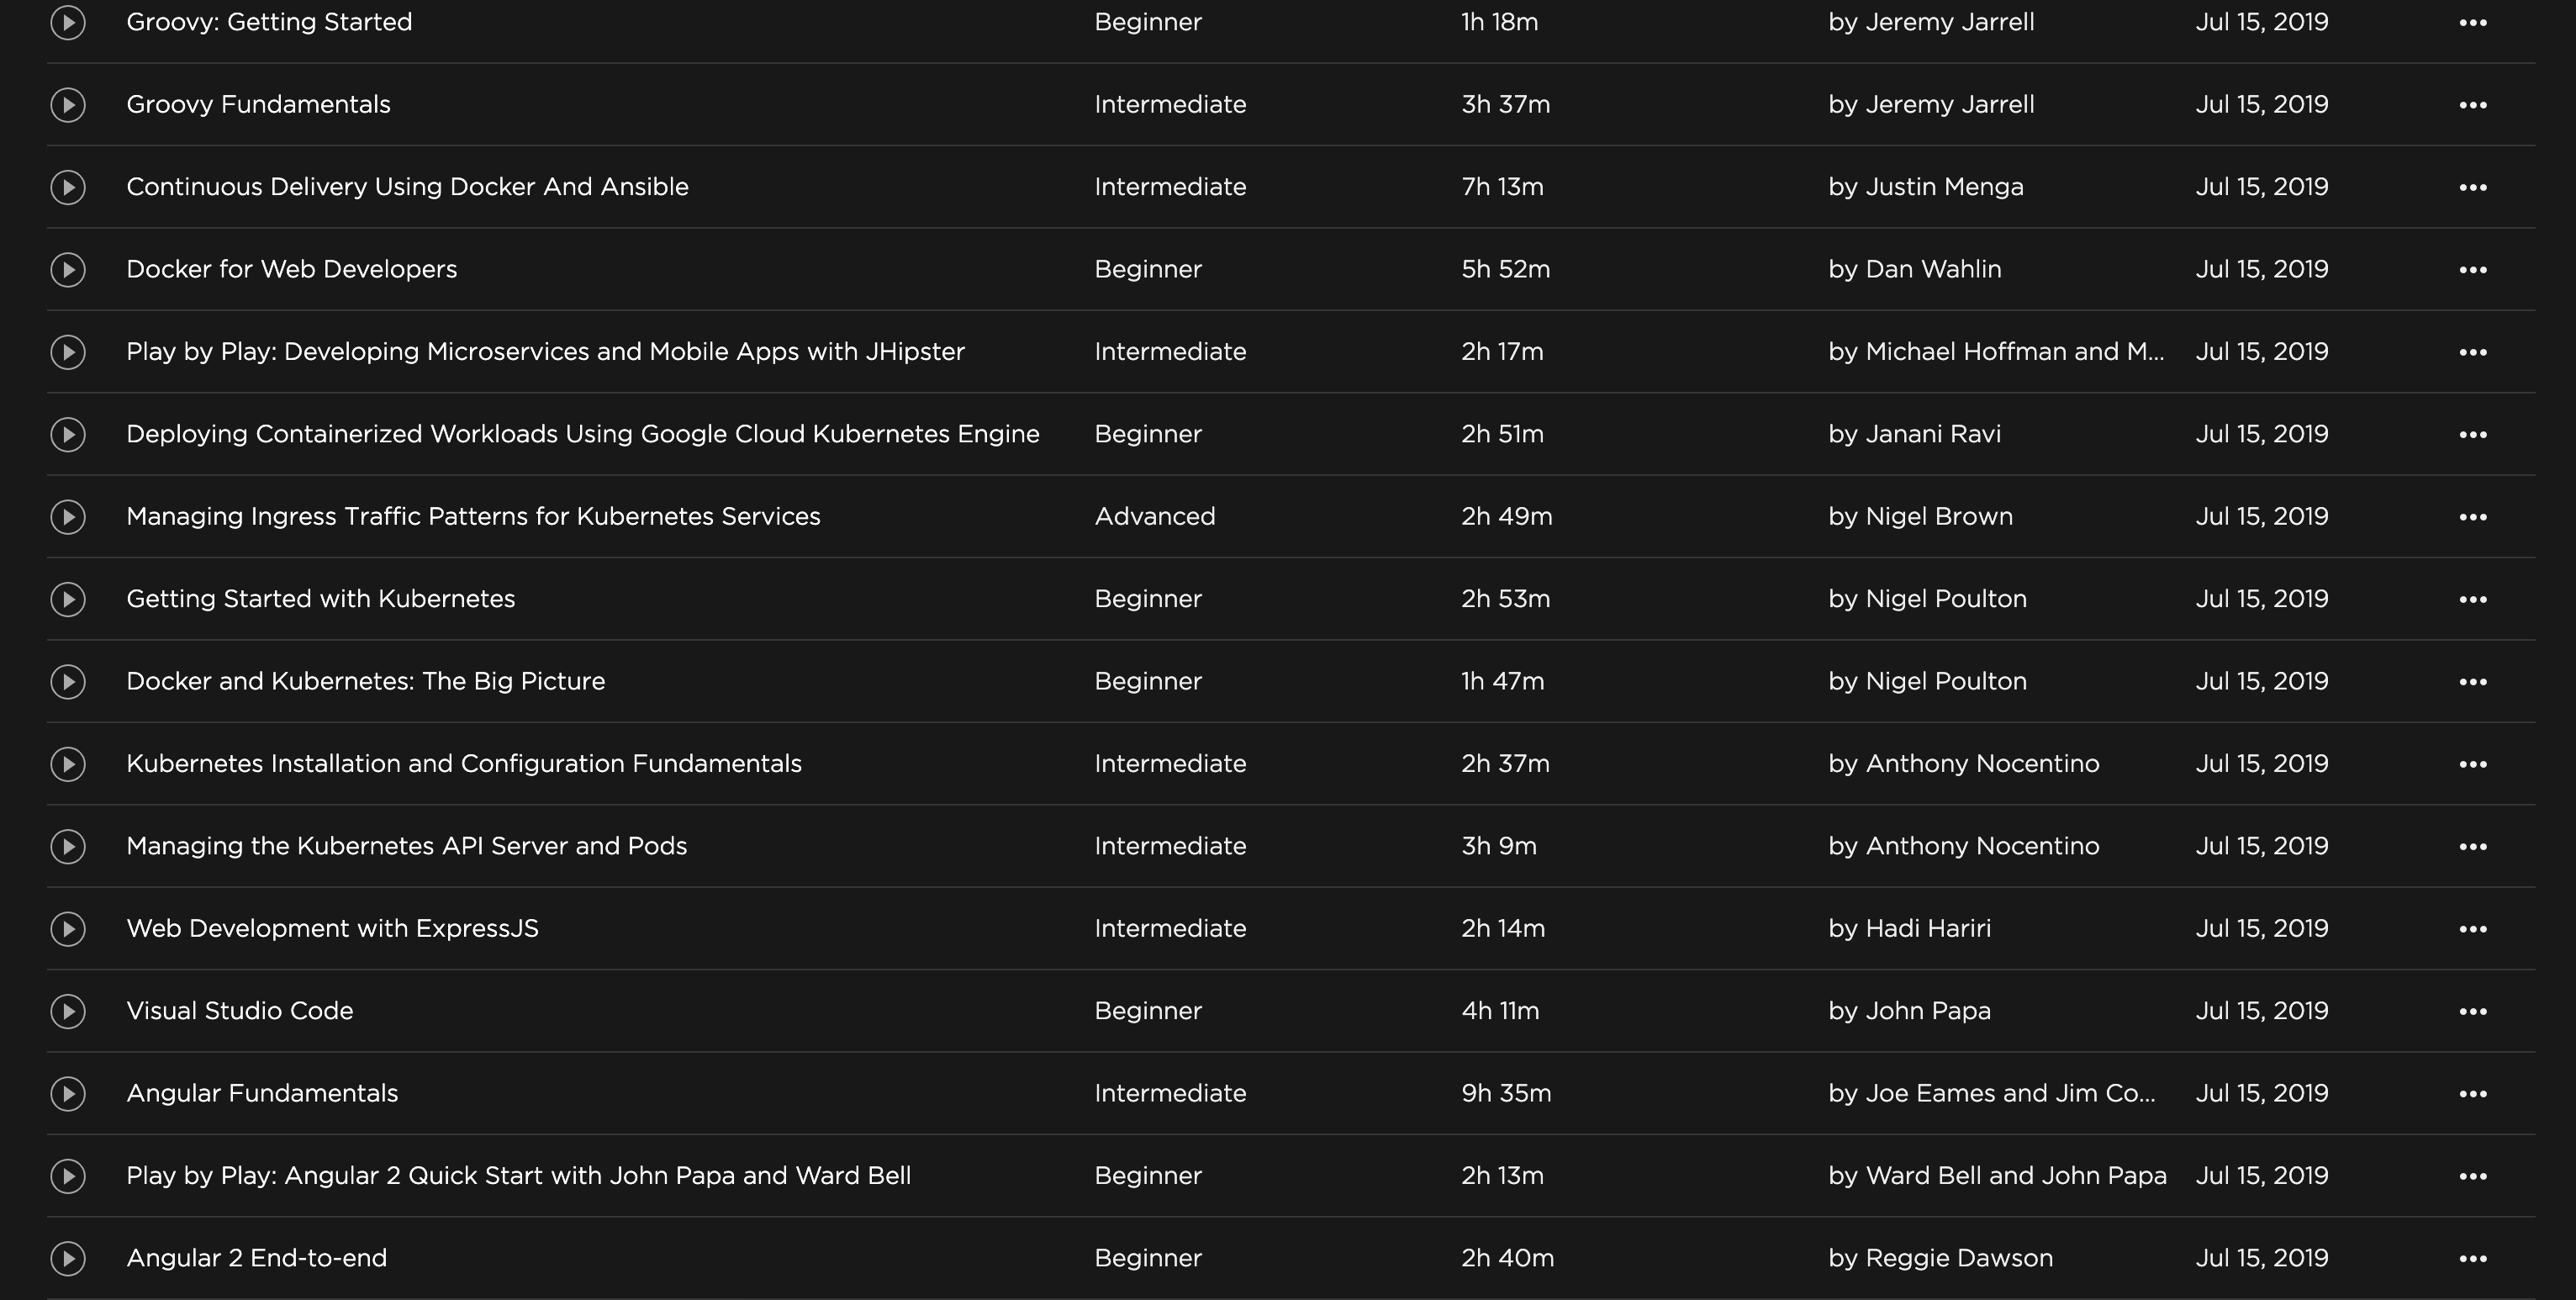 Groovy: Getting Started Beginner 1h 18m by Jeremy Jarrell Jul 15, 2019
Groovy Fundamentals Intermediate 3h 37m by Jeremy Jarrell Jul 15, 2019
Continuous Delivery Using Docker And Ansible Intermediate 7h 13m by Justin Menga Jul 15, 2019
Docker for Web Developers Beginner 5h 52m by Dan Wahlin Jul 15, 2019
Play by Play: Developing Microservices and Mobile Apps with JHipster Intermediate 2h 17m by Michael Hoffman and M... Jul 15, 2019
Deploying Containerized Workloads Using Google Cloud Kubernetes Engine Beginner 2h 51m by Janani Ravi Jul 15, 2019
Managing Ingress Traffic Patterns for Kubernetes Services Advanced 2h 49m by Nigel Brown Jul 15, 2019
Getting Started with Kubernetes Beginner 2h 53m by Nigel Poulton Jul 15, 2019
Docker and Kubernetes: The Big Picture Beginner 1h 47m by Nigel Poulton Jul 15, 2019
Kubernetes Installation and Configuration Fundamentals Intermediate 2h 37m by Anthony Nocentino Jul 15, 2019
Managing the Kubernetes API Server and Pods Intermediate 3h 9m by Anthony Nocentino Jul 15, 2019
Web Development with ExpressJS Intermediate 2h 14m by Hadi Hariri Jul 15, 2019
Visual Studio Code Beginner 4h 11m by John Papa Jul 15, 2019
Angular Fundamentals Intermediate 9h 35m by Joe Eames and Jim Co... Jul 15, 2019
Play by Play: Angular 2 Quick Start with John Papa and Ward Bell Beginner 2h 13m by Ward Bell and John Papa Jul 15, 2019
Angular 2 End-to-end Beginner 2h 40m by Reggie Dawson Jul 15, 2019